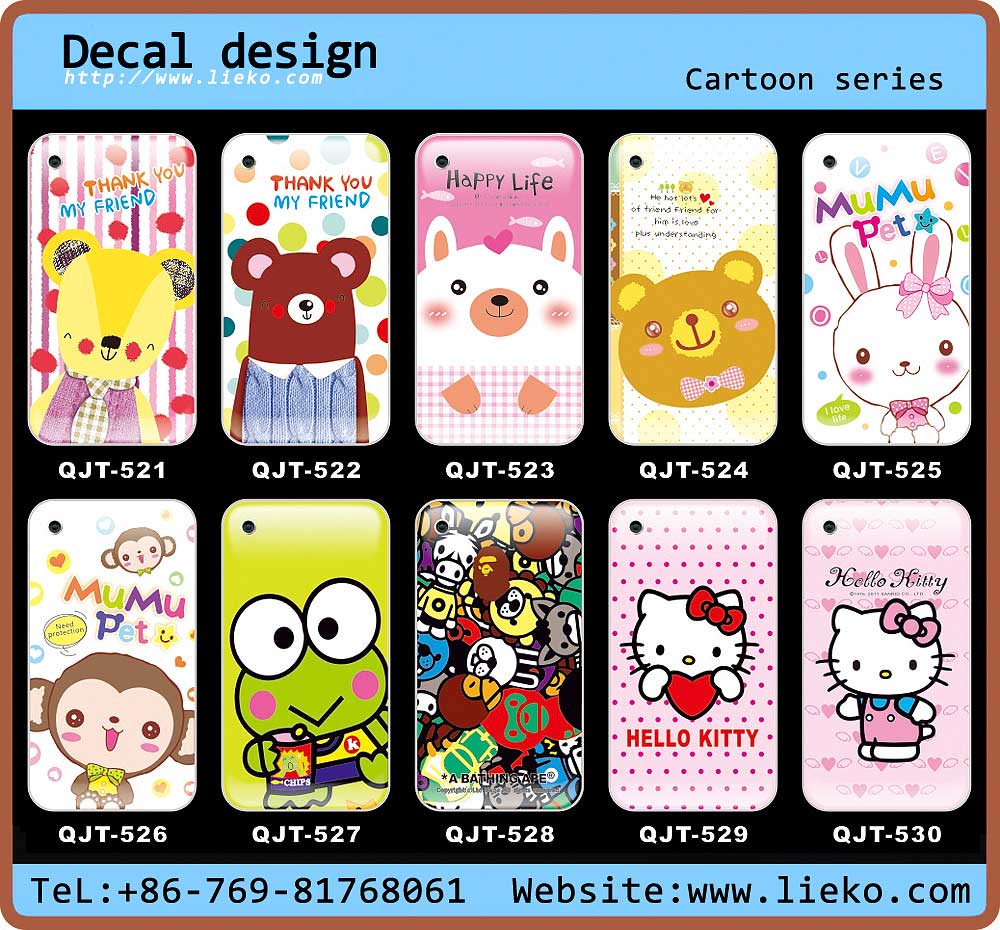 Decal design
http://www.lieko.com
Cartoon series
THANK YOU
MY FRIEND
THANK YOU
MY FRIEND
HAPPY LIFE
He has lot's
of friend Friend for
him is love
plus understanding
V E
MuMu
Pet
L
L
O
I love
life
QJT-521
QJT-522
QJT-523
QJT-524
QJT-525
MuMu
Pet
Need
protection
K
CHIPS
*A BATHING APE®
HELLO KITTY
Hello Kitty
QJT-526
QJT-527
QJT-528
QJT-529
QJT-530
TeL:+86-769-81768061
Website:www.lieko.com